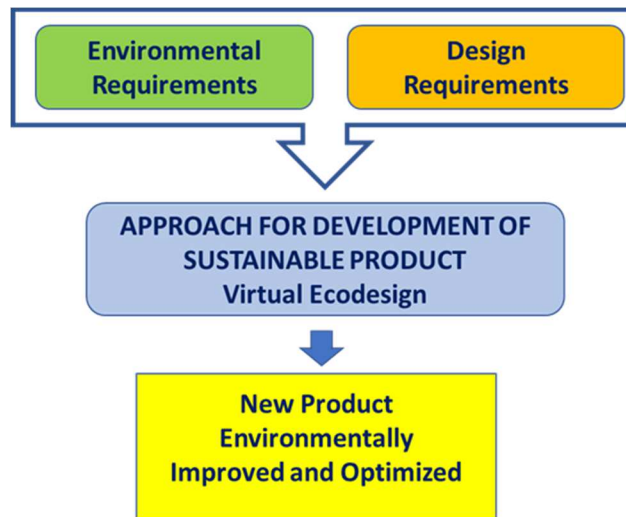 Environmental
Requirements
Design
Requirements
APPROACH FOR DEVELOPMENT OF
SUSTAINABLE PRODUCT
Virtual Ecodesign
New Product
Environmentally
Improved and Optimized